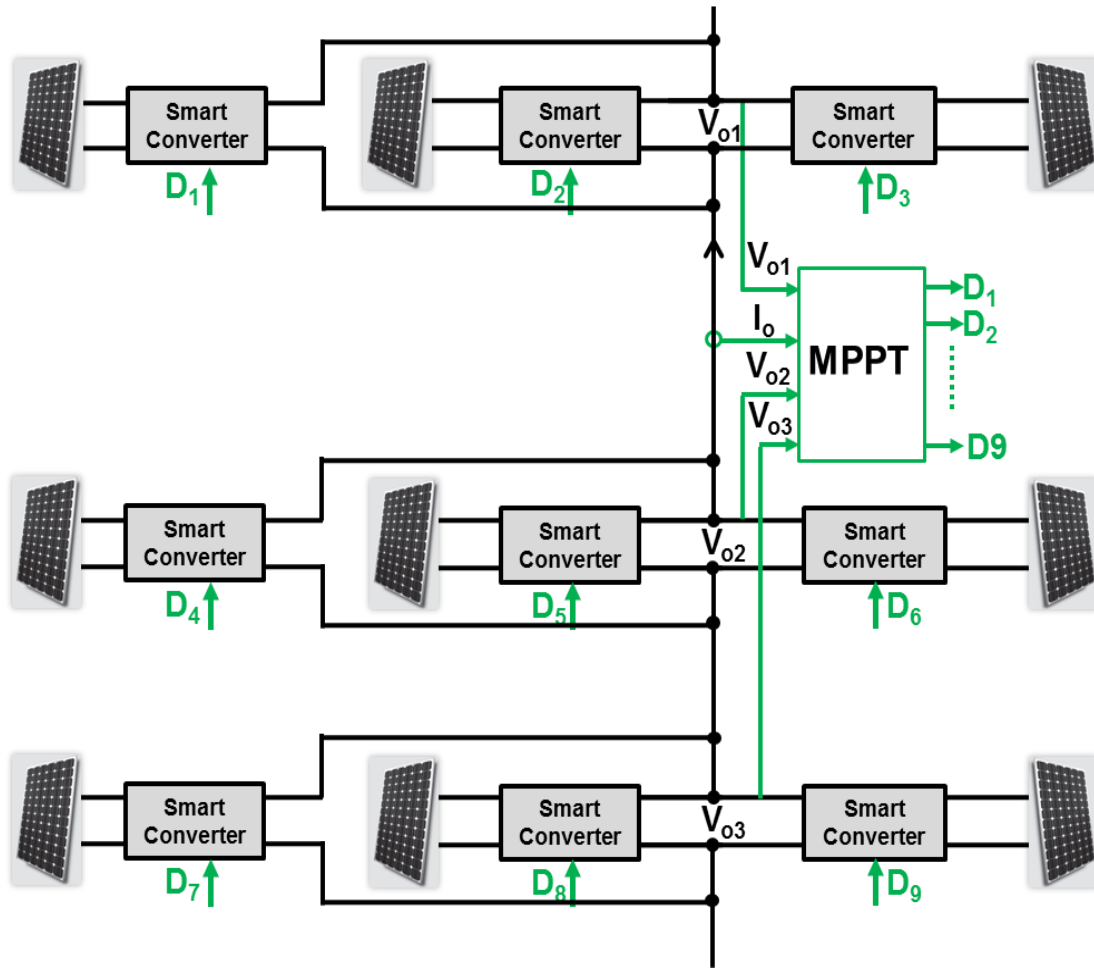 Smart
Converter
Smart
Converter
Smart
Converter
Vo1
D1
D2
D3
Vo1
Io
Vo2
Vo3
MPPT
D1
D2
D9
Smart
Converter
Smart
Converter
Smart
Converter
Vo2
D4
D5
D6
Smart
Converter
Smart
Converter
Smart
Converter
Vo3
D7
D8
D9